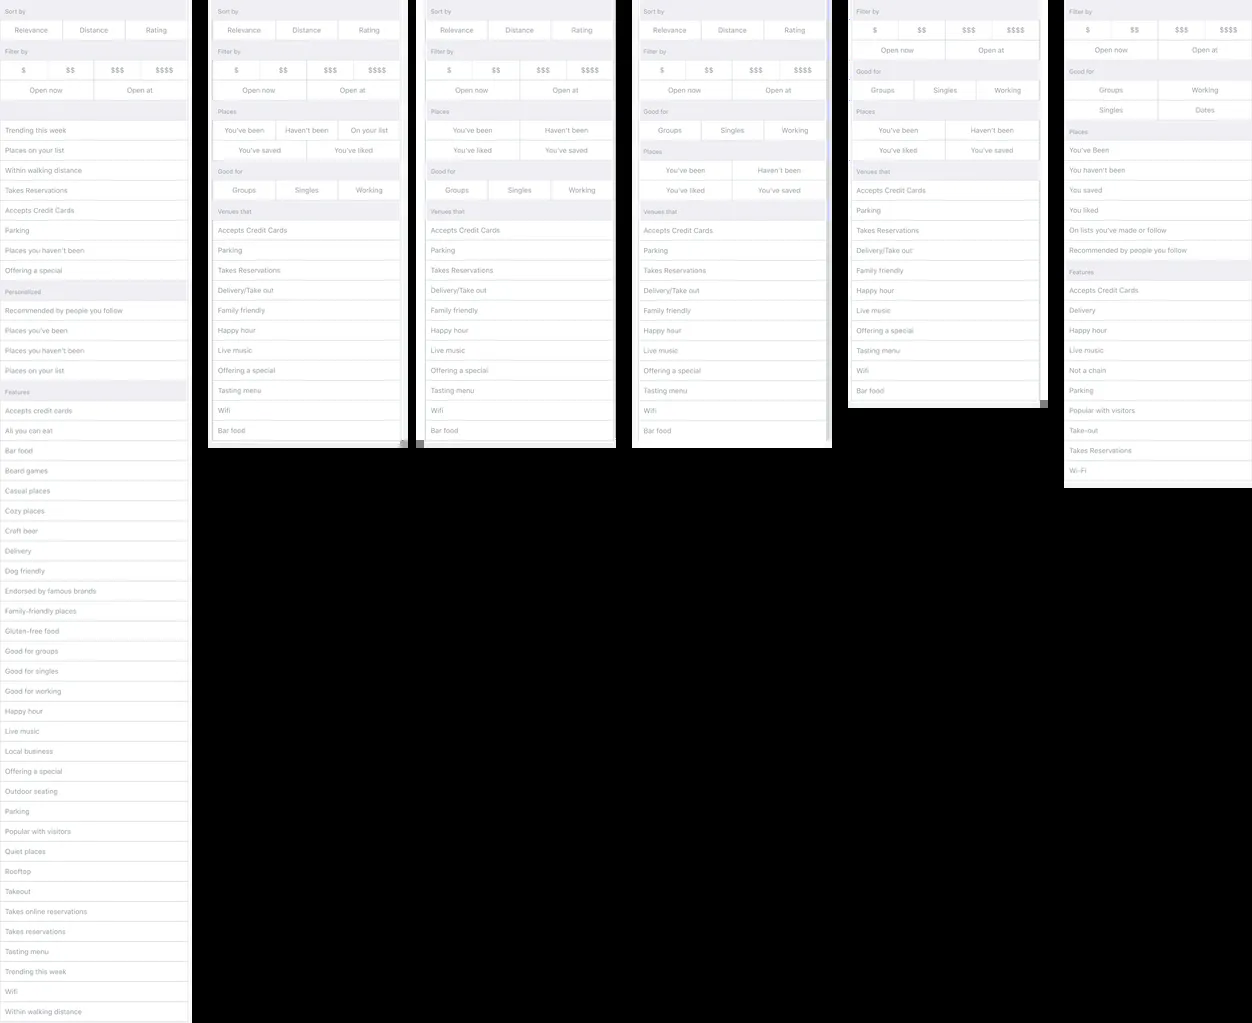 Sort by
Relevance Distance Rating
Filter by
$ $$ $$$ $$$$
Open now Open at
Trending this week
Places on your list
Within walking distance
Takes Reservations
Accepts Credit Cards
Parking
Places you haven't been
Offering a special
Personalized
Recommended by people you follow
Places you've been
Places you haven't been
Places on your list
Features
Accepts credit cards
All you can eat
Bar food
Board games
Casual places
Cozy places
Craft beer
Delivery
Dog friendly
Endorsed by famous brands
Family-friendly places
Gluten-free food
Good for groups
Good for singles
Good for working
Happy hour
Live music
Local business
Offering a special
Outdoor seating
Parking
Popular with visitors
Quiet places
Rooftop
Takeout
Takes online reservations
Takes reservations
Tasting menu
Trending this week
Wifi
Within walking distance
Sort by
Relevance Distance Rating
Filter by
$ $$ $$$ $$$$
Open now Open at
Places
You've been Haven't been On your list
You've saved You've liked
Good for
Groups Singles Working
Venues that
Accepts Credit Cards
Parking
Takes Reservations
Delivery/Take out
Family friendly
Happy hour
Live music
Offering a special
Tasting menu
Wifi
Bar food
Sort by
Relevance Distance Rating
Filter by
$ $$ $$$ $$$$
Open now Open at
Places
You've been Haven't been
You've liked You've saved
Good for
Groups Singles Working
Venues that
Accepts Credit Cards
Parking
Takes Reservations
Delivery/Take out
Family friendly
Happy hour
Live music
Offering a special
Tasting menu
Wifi
Bar food
Sort by
Relevance Distance Rating
Filter by
$ $$ $$$ $$$$
Open now Open at
Good for
Groups Singles Working
Places
You've been Haven't been
You've liked You've saved
Venues that
Accepts Credit Cards
Parking
Takes Reservations
Delivery/Take out
Family friendly
Happy hour
Live music
Offering a special
Tasting menu
Wifi
Bar food
Filter by
$ $$ $$$ $$$$
Open now Open at
Good for
Groups Singles Working
Places
You've been Haven't been
You've liked You've saved
Venues that
Accepts Credit Cards
Parking
Takes Reservations
Delivery/Take out
Family friendly
Happy hour
Live music
Offering a special
Tasting menu
Wifi
Bar food
Filter by
$ $$ $$$ $$$$
Open now Open at
Good for
Groups Working
Singles Dates
Places
You've Been
You haven't been
You saved
You liked
On lists you've made or follow
Recommended by people you follow
Features
Accepts Credit Cards
Delivery
Happy hour
Live music
Not a chain
Parking
Popular with visitors
Take-out
Takes Reservations
Wi-Fi